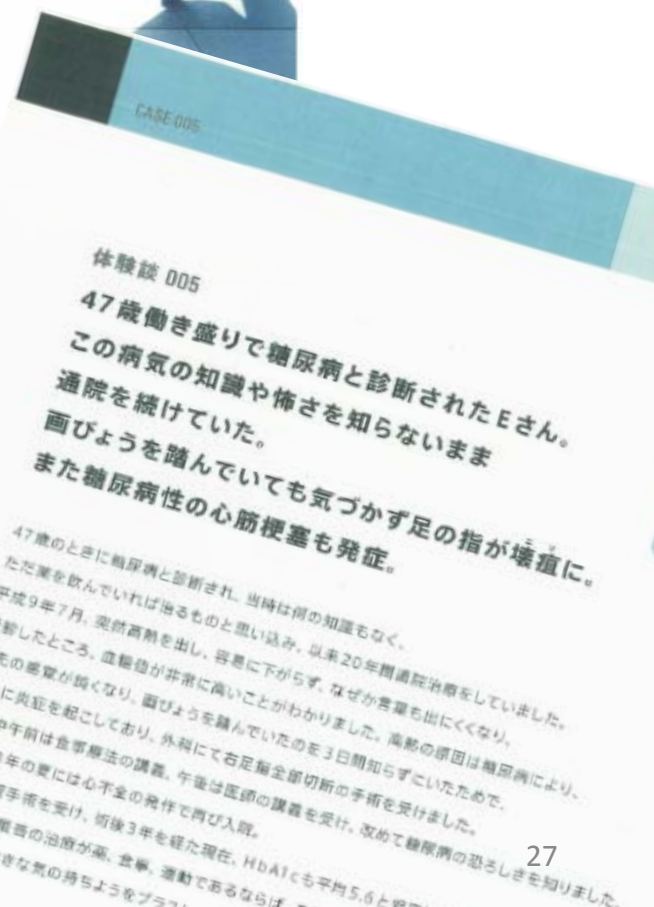 CASE 005
体験談 005
47歳働き盛りで糖尿病と診断されたEさん。
この病気の知識や怖さを知らないまま
通院を続けていた。
画びょうを踏んでいても気づかず足の指が壊疽に。
また糖尿病性の心筋梗塞も発症。
47歳のときに糖尿病と診断され、当時は何の知識もなく、
ただ薬を飲んでいれば治るものと思い込み、以来20年間通院治療をしていました。
平成9年7月、突然高熱を出し、容易に下がらず、なぜか言葉も出にくくなり、
診したところ、血糖値が非常に高いことがわかりました。高熱の原因は糖尿病により、
先の感覚が鈍くなり、画びょうを踏んでいたのを3日間知らずにいたためで、
に炎症を起こしており、外科にて右足指全部切断の手術を受けました。
午前は食事療法の講義、午後は医師の講義を受け、改めて糖尿病の恐ろしさを知りました。
年の夏には心不全の発作で再び入院。
手術を受け、術後3年を経た現在、HbA1cも平均5.6と
の治療が薬、食事、運動であるならば、
きな気の持ちようをプラス
27